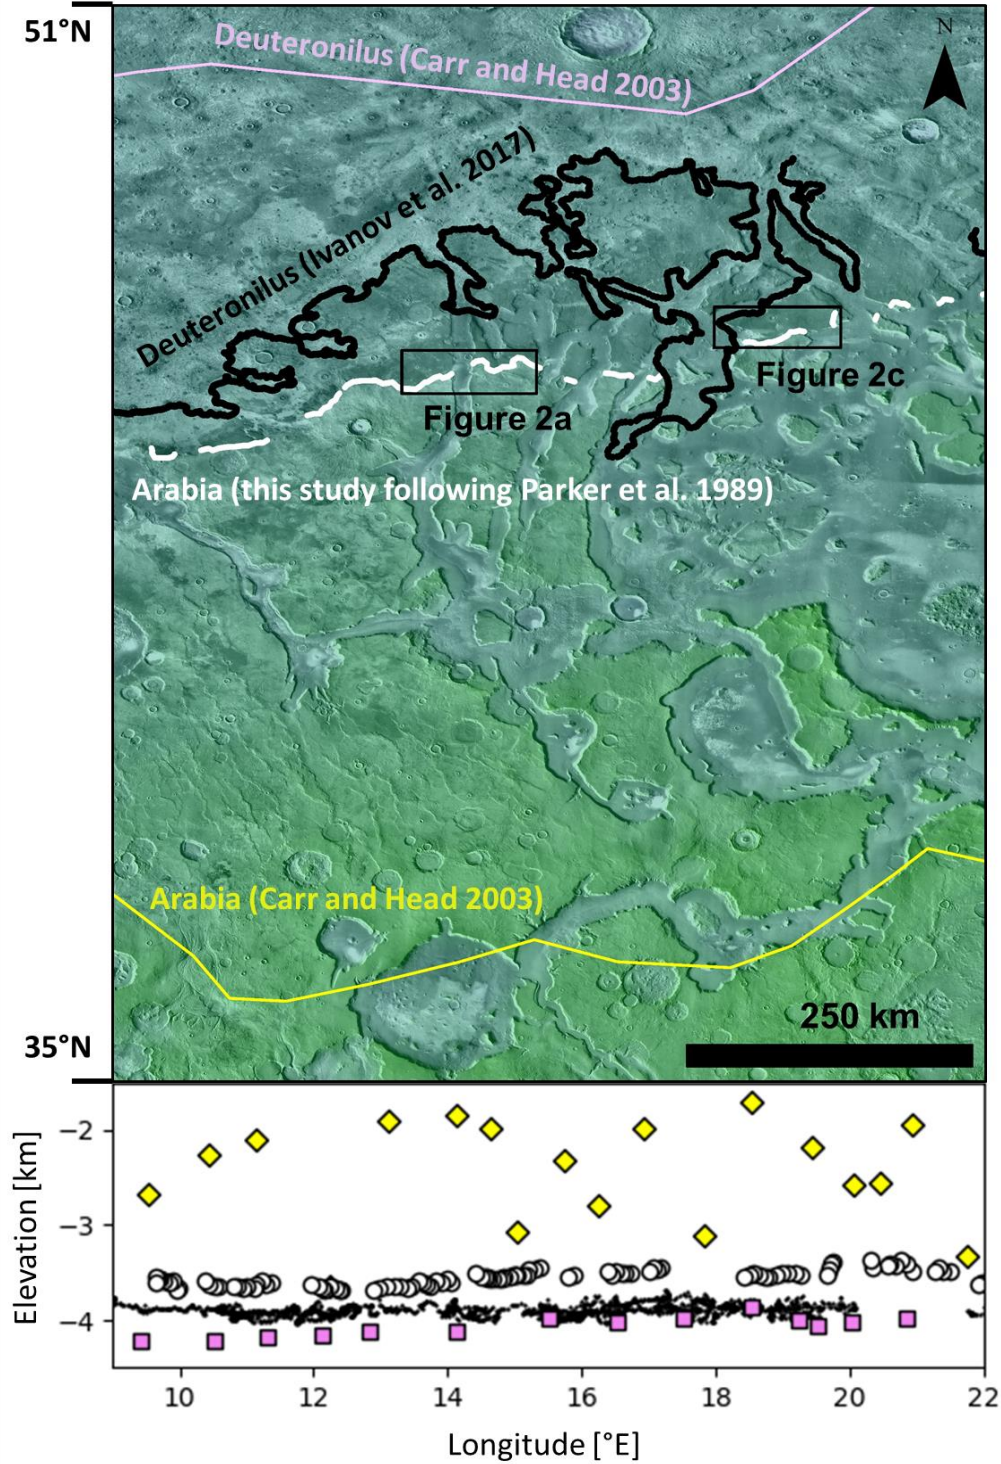 51°N
N
Deuteronilus (Carr and Head 2003)
Deuteronilus (Ivanov et al. 2017)
Figure 2c
Figure 2a
Arabia (this study following Parker et al. 1989)
Arabia (Carr and Head 2003)
250 km
35°N
Elevation [km]
−2
−3
−4
10 12 14 16 18 20 22
Longitude [°E]